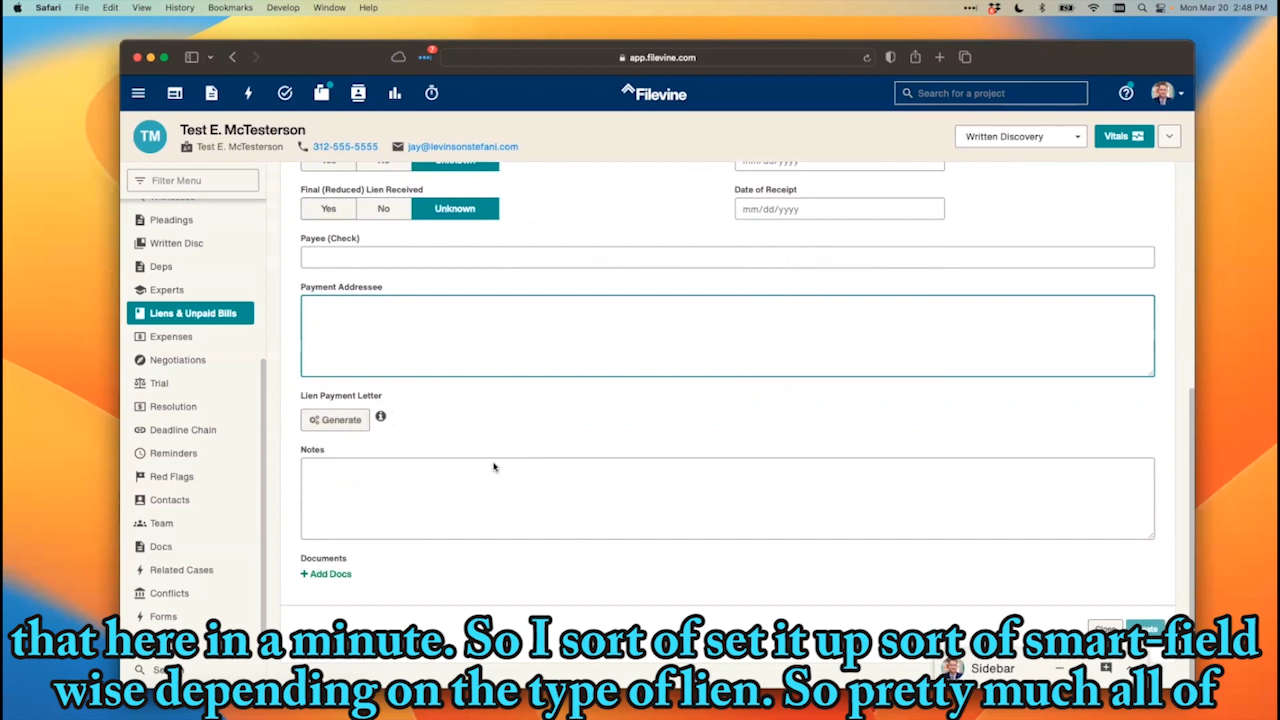 Safari File Edit View History Bookmarks Develop Window Help Mon Mar 20 2:48 PM
7
app.filevine.com
Filevine
Search for a project
TM
Test E. McTesterson
Test E. McTesterson 312-555-5555 jay@levinsonstefani.com
Written Discovery
Vitals
Filter Menu
Pleadings
Written Disc
Deps
Experts
Liens & Unpaid Bills
Expenses
Negotiations
Trial
Resolution
Deadline Chain
Reminders
Red Flags
Contacts
Team
Docs
Related Cases
Conflicts
Forms
mm/dd/yyyy
Final (Reduced) Lien Received
Yes No Unknown
Date of Receipt
mm/dd/yyyy
Payee (Check)
Payment Addressee
Lien Payment Letter
Generate
Notes
Documents
+ Add Docs
Sidebar
that here in a minute. So I sort of set it up sort of smart-field
wise depending on the type of lien. So pretty much all of